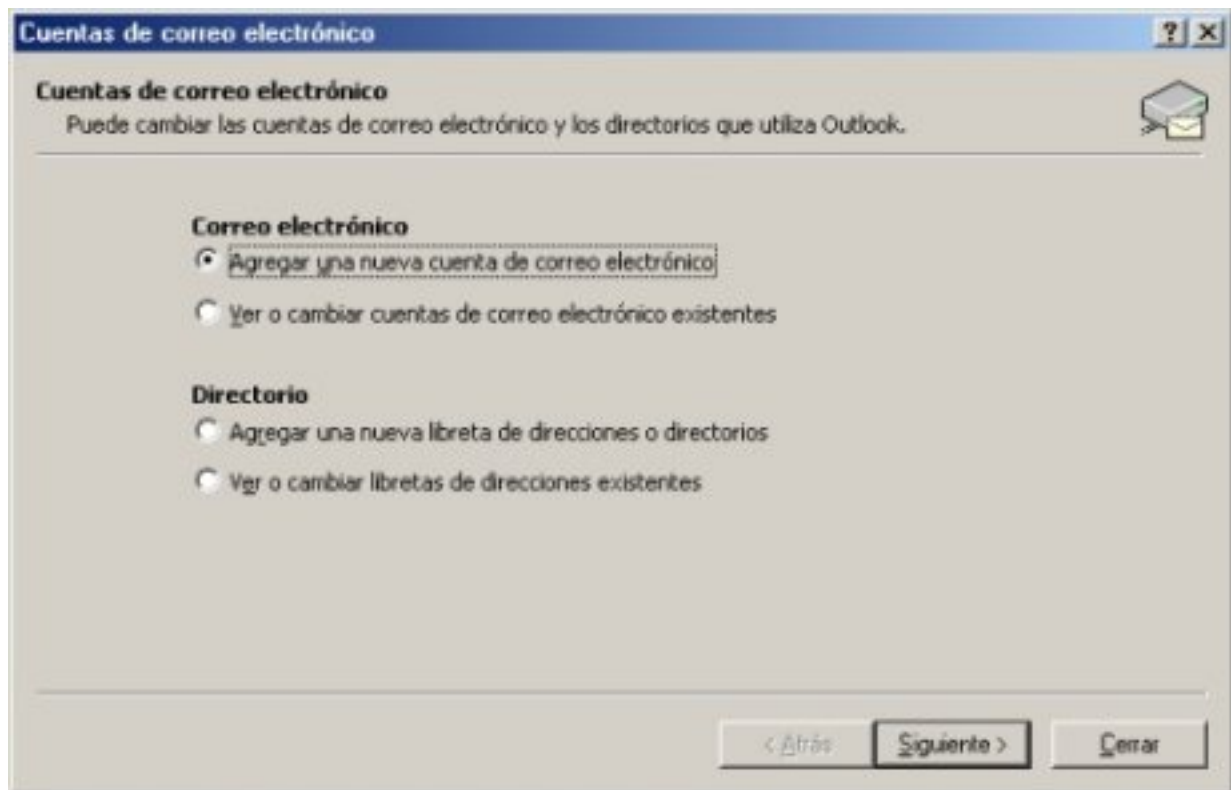 Cuentas de correo electrónico
Cuentas de correo electrónico
Puede cambiar las cuentas de correo electrónico y los directorios que utiliza Outlook.
Correo electrónico
Agregar una nueva cuenta de correo electrónico
Ver o cambiar cuentas de correo electrónico existentes
Directorio
Agregar una nueva libreta de direcciones o directorios
Ver o cambiar libretas de direcciones existentes
< Atrás Siguiente > Cerrar